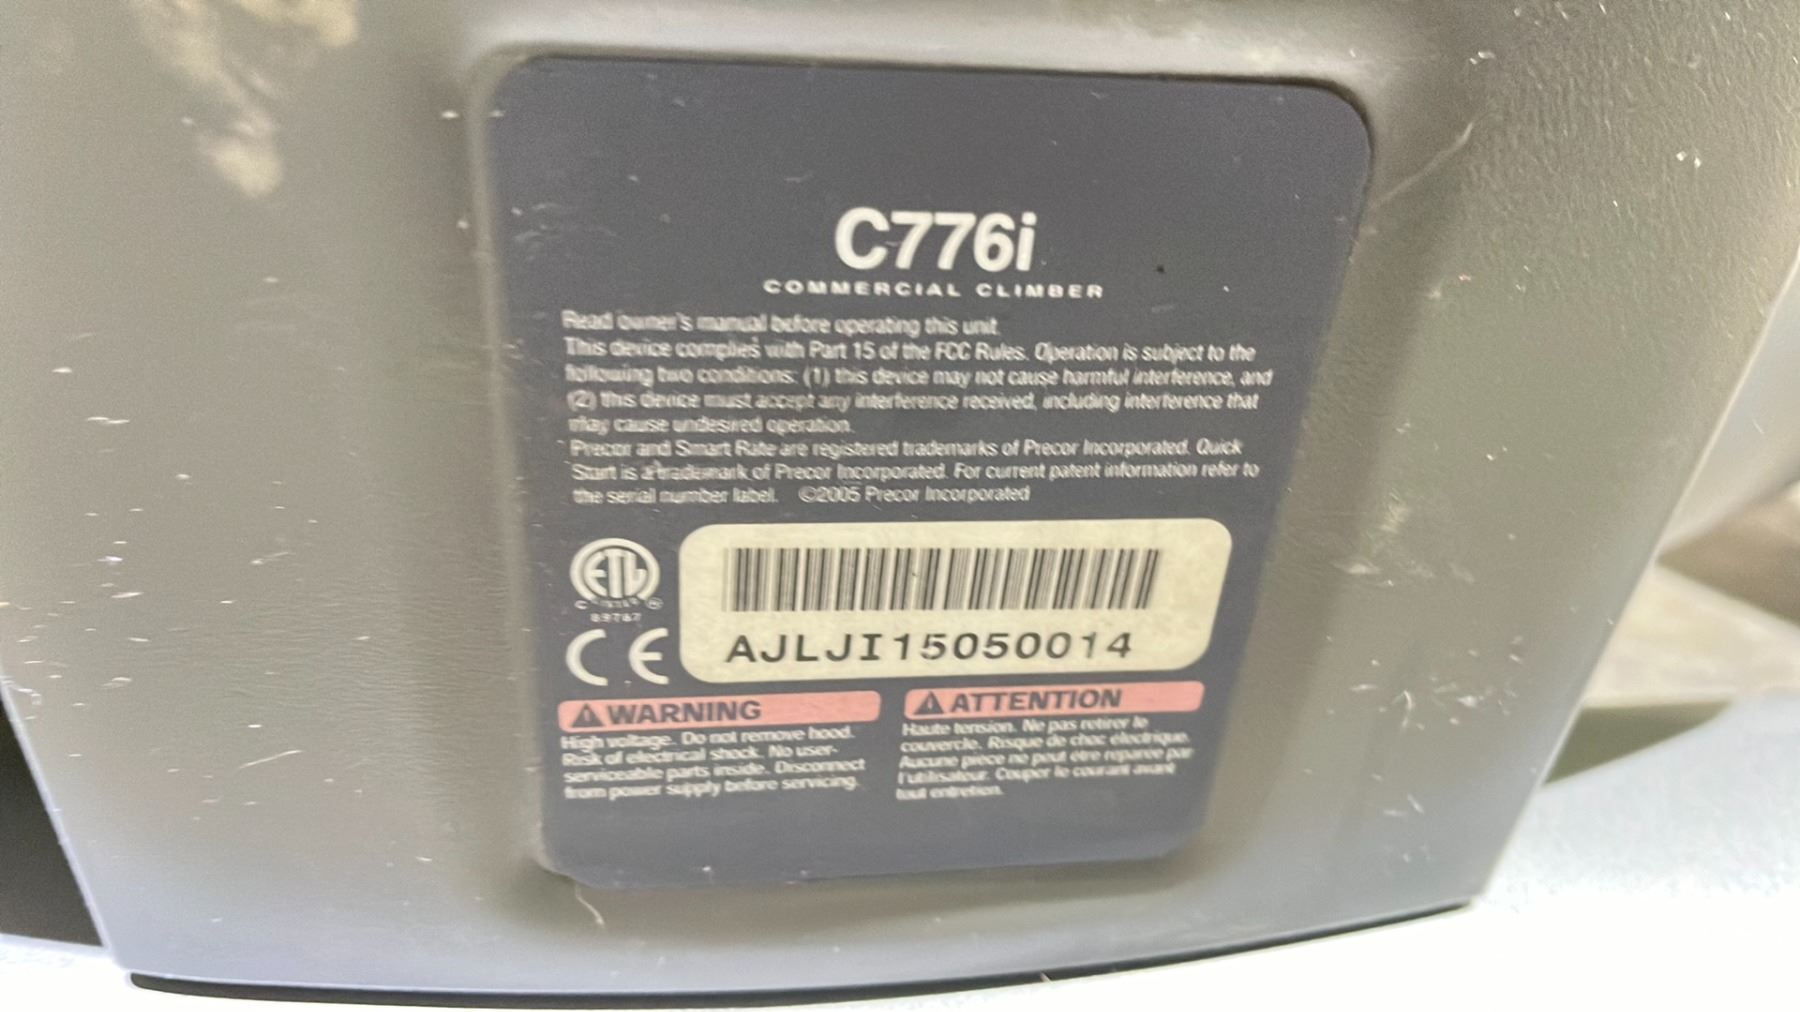 C776i
COMMERCIAL CLIMBER
Read owner's manual before operating this unit.
This device complies with Part 15 of the FCC Rules. Operation is subject to the
following two conditions: (1) this device may not cause harmful interference, and
(2) this device must accept any interference received, including interference that
may cause undesired operation.
Precor and Smart Rate are registered trademarks of Precor Incorporated. Quick
Start is a trademark of Precor Incorporated. For current patent information refer to
the serial number label. ©2005 Precor Incorporated
ETL
CE
AJLJI15050014
⚠WARNING
High voltage. Do not remove hood.
Risk of electrical shock. No user-
serviceable parts inside. Disconnect
from power supply before servicing.
⚠ATTENTION
Haute tension. Ne pas retirer le
couvercle. Risque de choc électrique.
Aucune pièce ne peut être réparée par
l'utilisateur. Couper le courant avant
tout entretien.